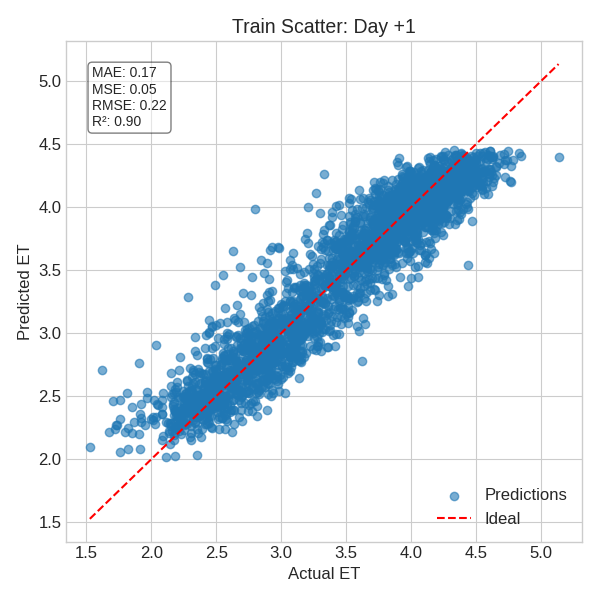 Train Scatter: Day +1
MAE: 0.17
MSE: 0.05
RMSE: 0.22
R²: 0.90
5.0
4.5
4.0
3.5
3.0
2.5
2.0
1.5
Predicted ET
Predictions
Ideal
1.5 2.0 2.5 3.0 3.5 4.0 4.5 5.0
Actual ET